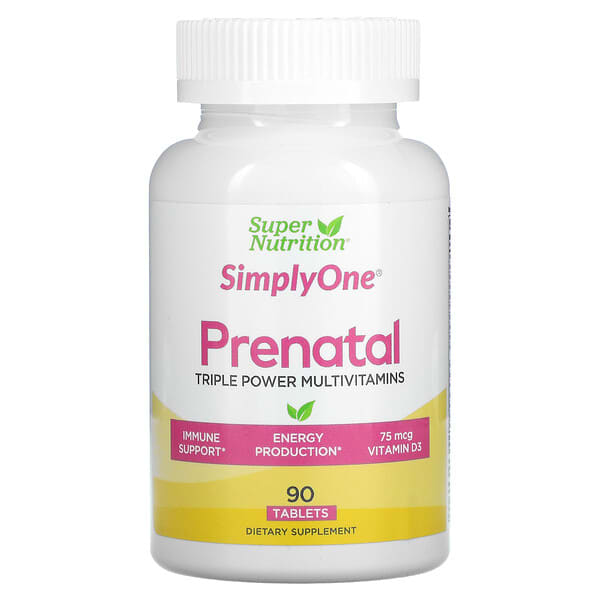 Super
Nutrition®
SimplyOne®
Prenatal
TRIPLE POWER MULTIVITAMINS
IMMUNE
SUPPORT*
ENERGY
PRODUCTION*
75 mcg
VITAMIN D3
90
TABLETS
DIETARY SUPPLEMENT